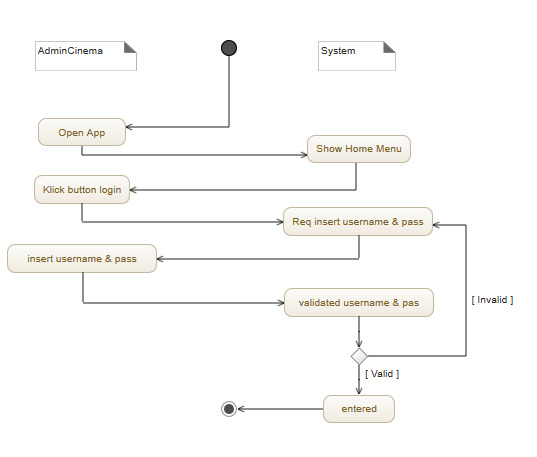 AdminCinema
System
Open App
Show Home Menu
Klick button login
Req insert username & pass
insert username & pass
validated username & pas
[ Invalid ]
[ Valid ]
entered